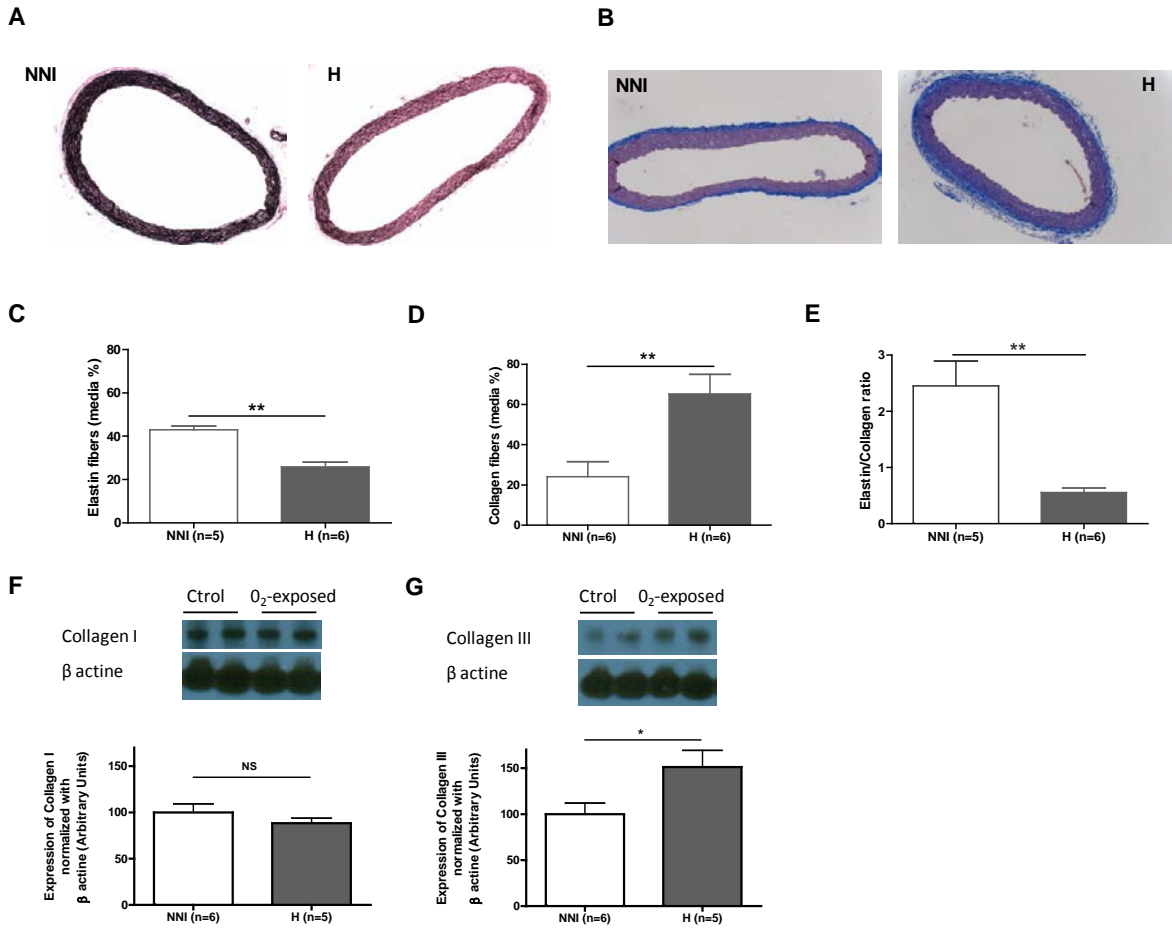 A
B
NNI
H
NNI
H
C
D
E
Elastin fibers (media %)
80
60
40
20
0
**
NNI (n=5)
H (n=6)
Collagen fibers (media %)
80
60
40
20
0
**
NNI (n=6)
H (n=6)
Elastin/Collagen ratio
3
2
1
0
**
NNI (n=5)
H (n=6)
F
Ctrol 0₂-exposed
Collagen I
β actine
Expression of Collagen I
normalized with
β actine (Arbitrary Units)
150
100
50
0
NS
NNI (n=6)
H (n=5)
G
Ctrol 0₂-exposed
Collagen III
β actine
Expression of Collagen III
normalized with
β actine (Arbitrary Units)
150
100
50
0
*
NNI (n=6)
H (n=5)